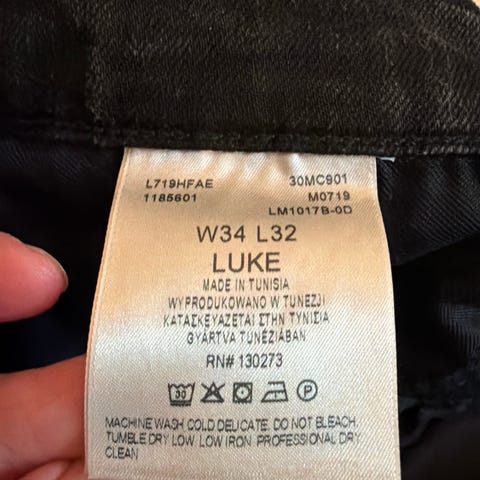 L719HFAE 30MC901
1185601 M0719
LM1017B-0D
W34 L32
LUKE
MADE IN TUNISIA
WYPRODUKOWANO W TUNEZJI
ΚΑΤΑΣΚΕΥΑΖΕΤΑΙ ΣΤΗΝ ΤΥΝΙΣΙΑ
GYÁRTVA TUNÉZIÁBAN
RN# 130273
30 P
MACHINE WASH COLD DELICATE. DO NOT BLEACH.
TUMBLE DRY LOW. LOW IRON. PROFESSIONAL DRY
CLEAN